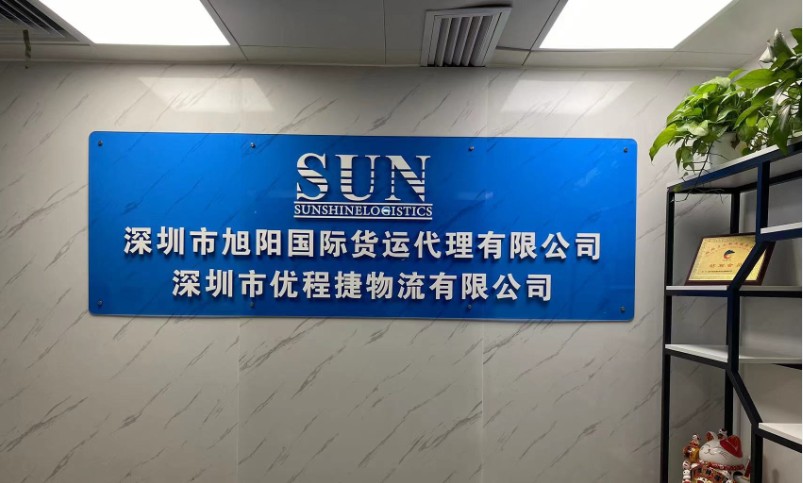 SUN
SUNSHINELOGISTICS
深圳市旭阳国际货运代理有限公司
深圳市优程捷物流有限公司